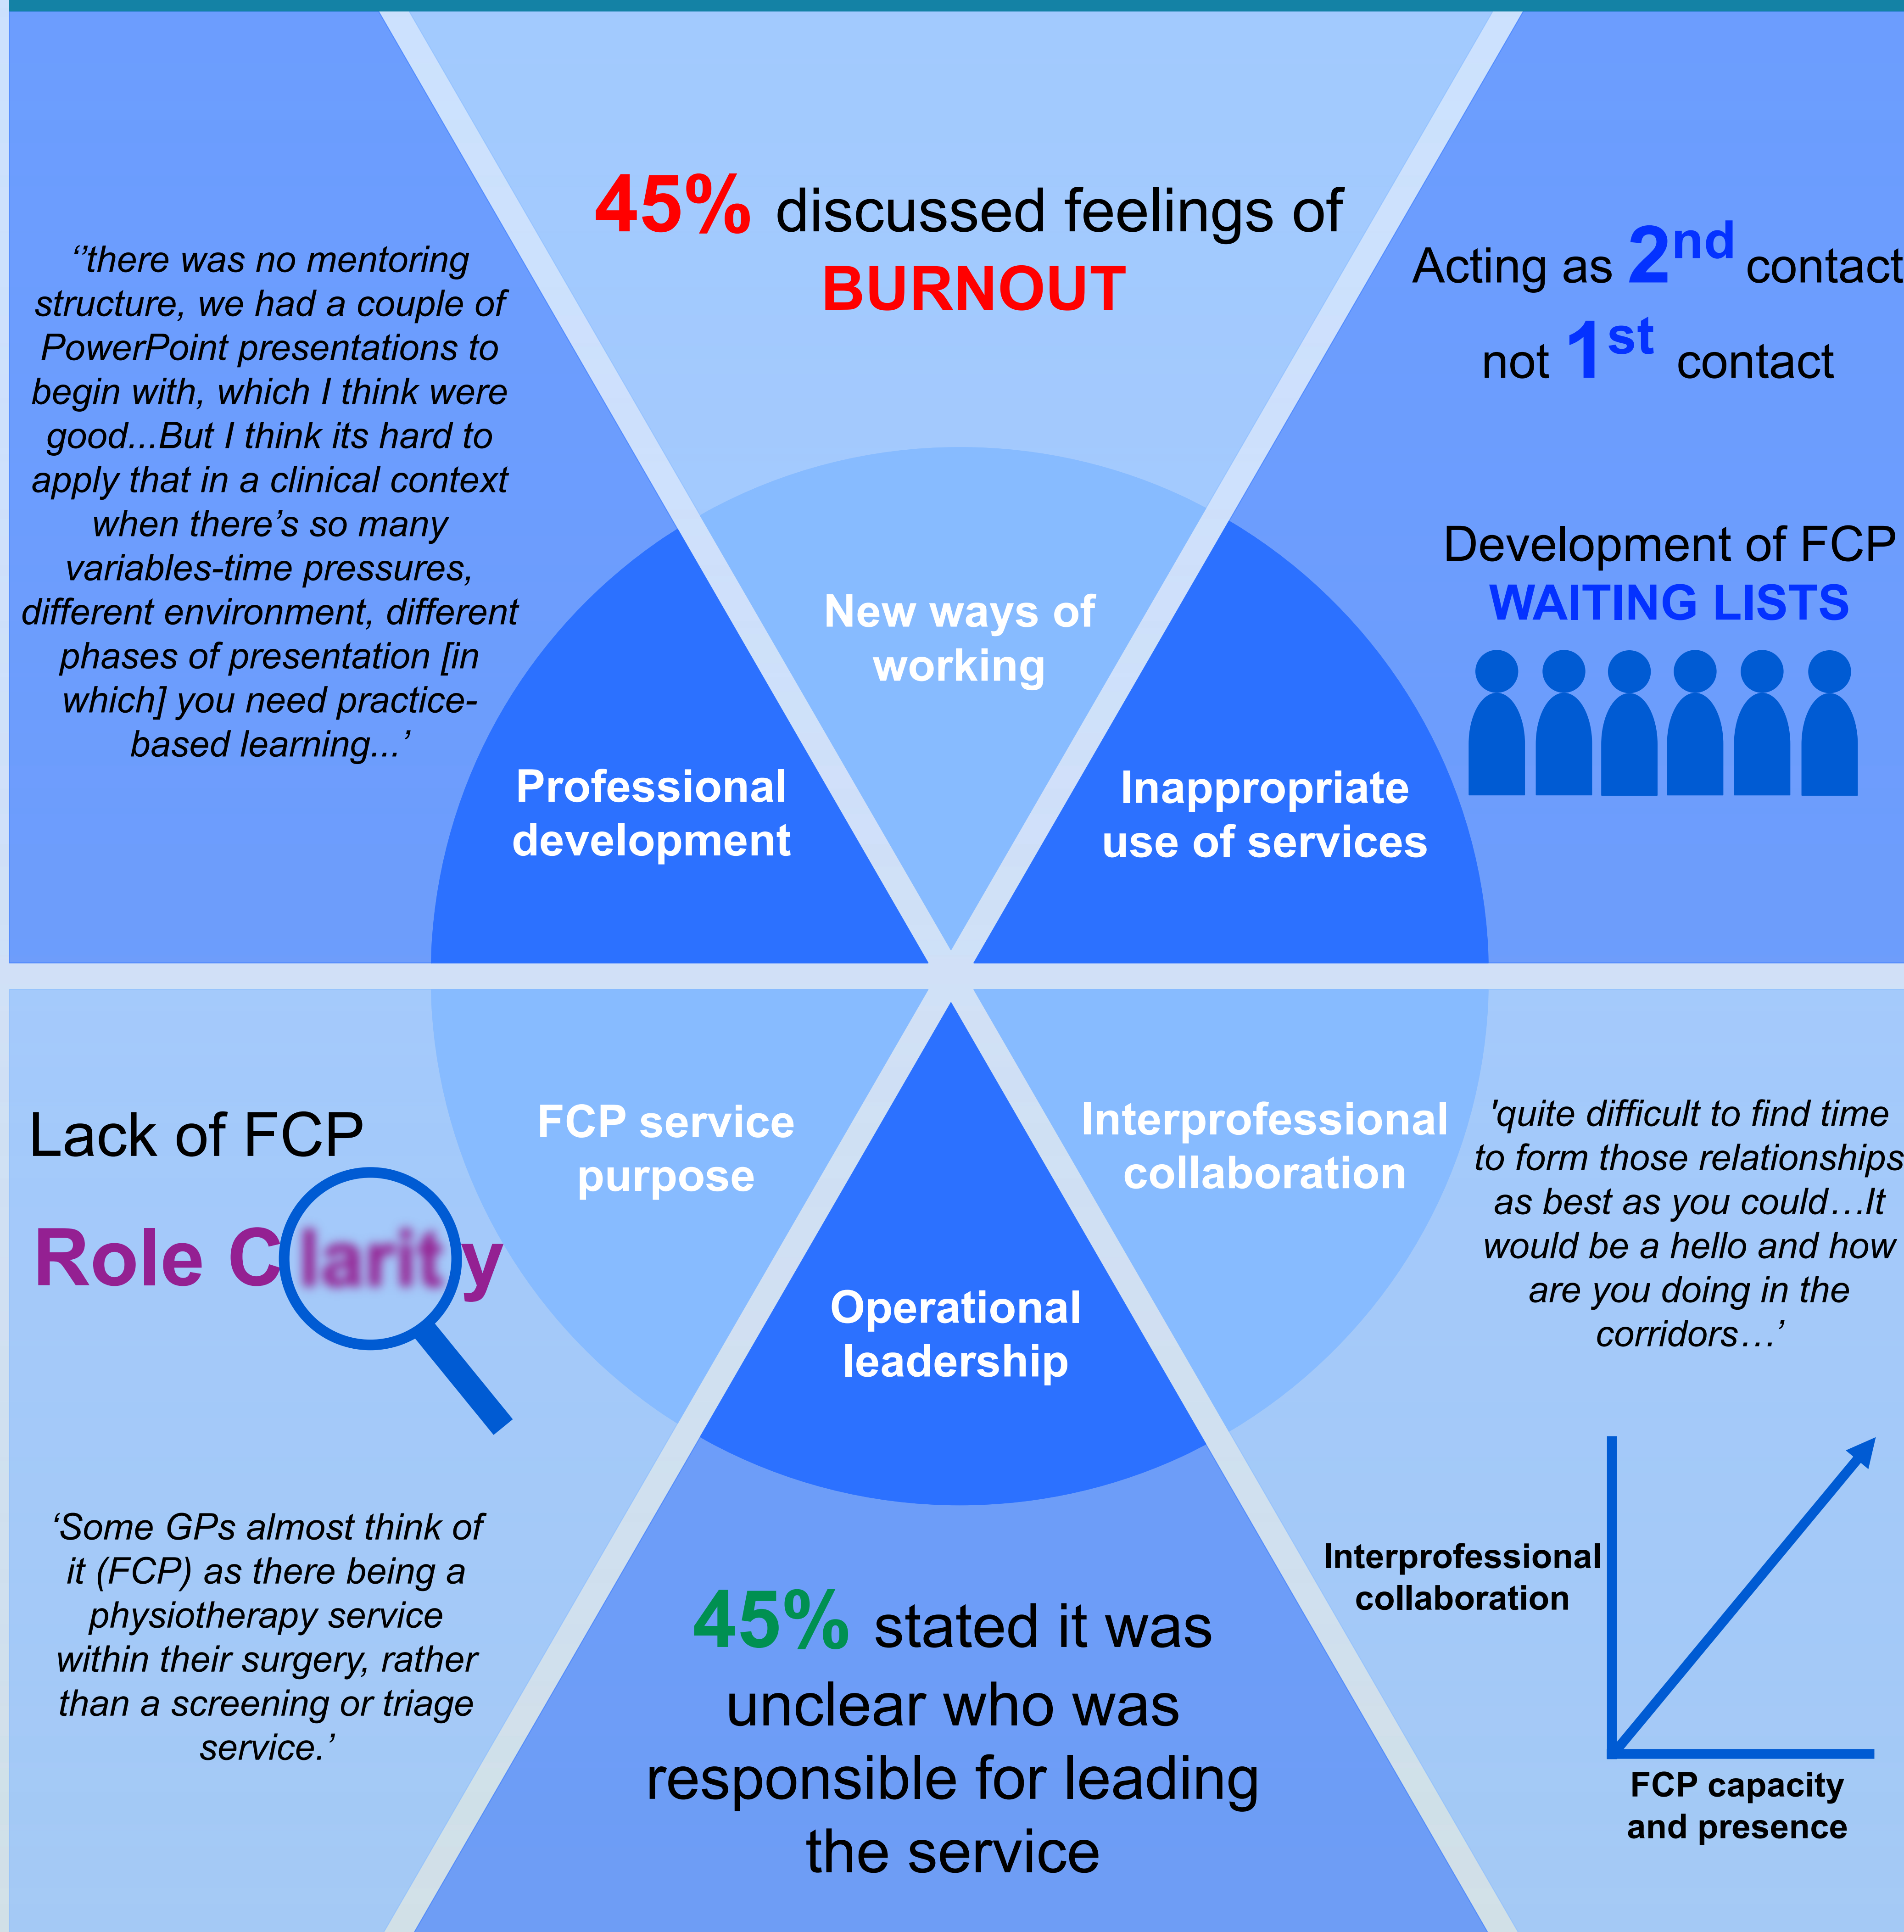 ‘’there was no mentoring
structure, we had a couple of
PowerPoint presentations to
begin with, which I think were
good...But I think its hard to
apply that in a clinical context
when there’s so many
variables-time pressures,
different environment, different
phases of presentation [in
which] you need practice-
based learning...’
Professional
development
45% discussed feelings of
BURNOUT
New ways of
working
Acting as 2nd contact
not 1st contact
Development of FCP
WAITING LISTS
Inappropriate
use of services
Lack of FCP
Role Clarity
‘Some GPs almost think of
it (FCP) as there being a
physiotherapy service
within their surgery, rather
than a screening or triage
service.’
FCP service
purpose
Operational
leadership
45% stated it was
unclear who was
responsible for leading
the service
Interprofessional
collaboration
'quite difficult to find time
to form those relationships
as best as you could…It
would be a hello and how
are you doing in the
corridors…’
Interprofessional
collaboration
FCP capacity
and presence